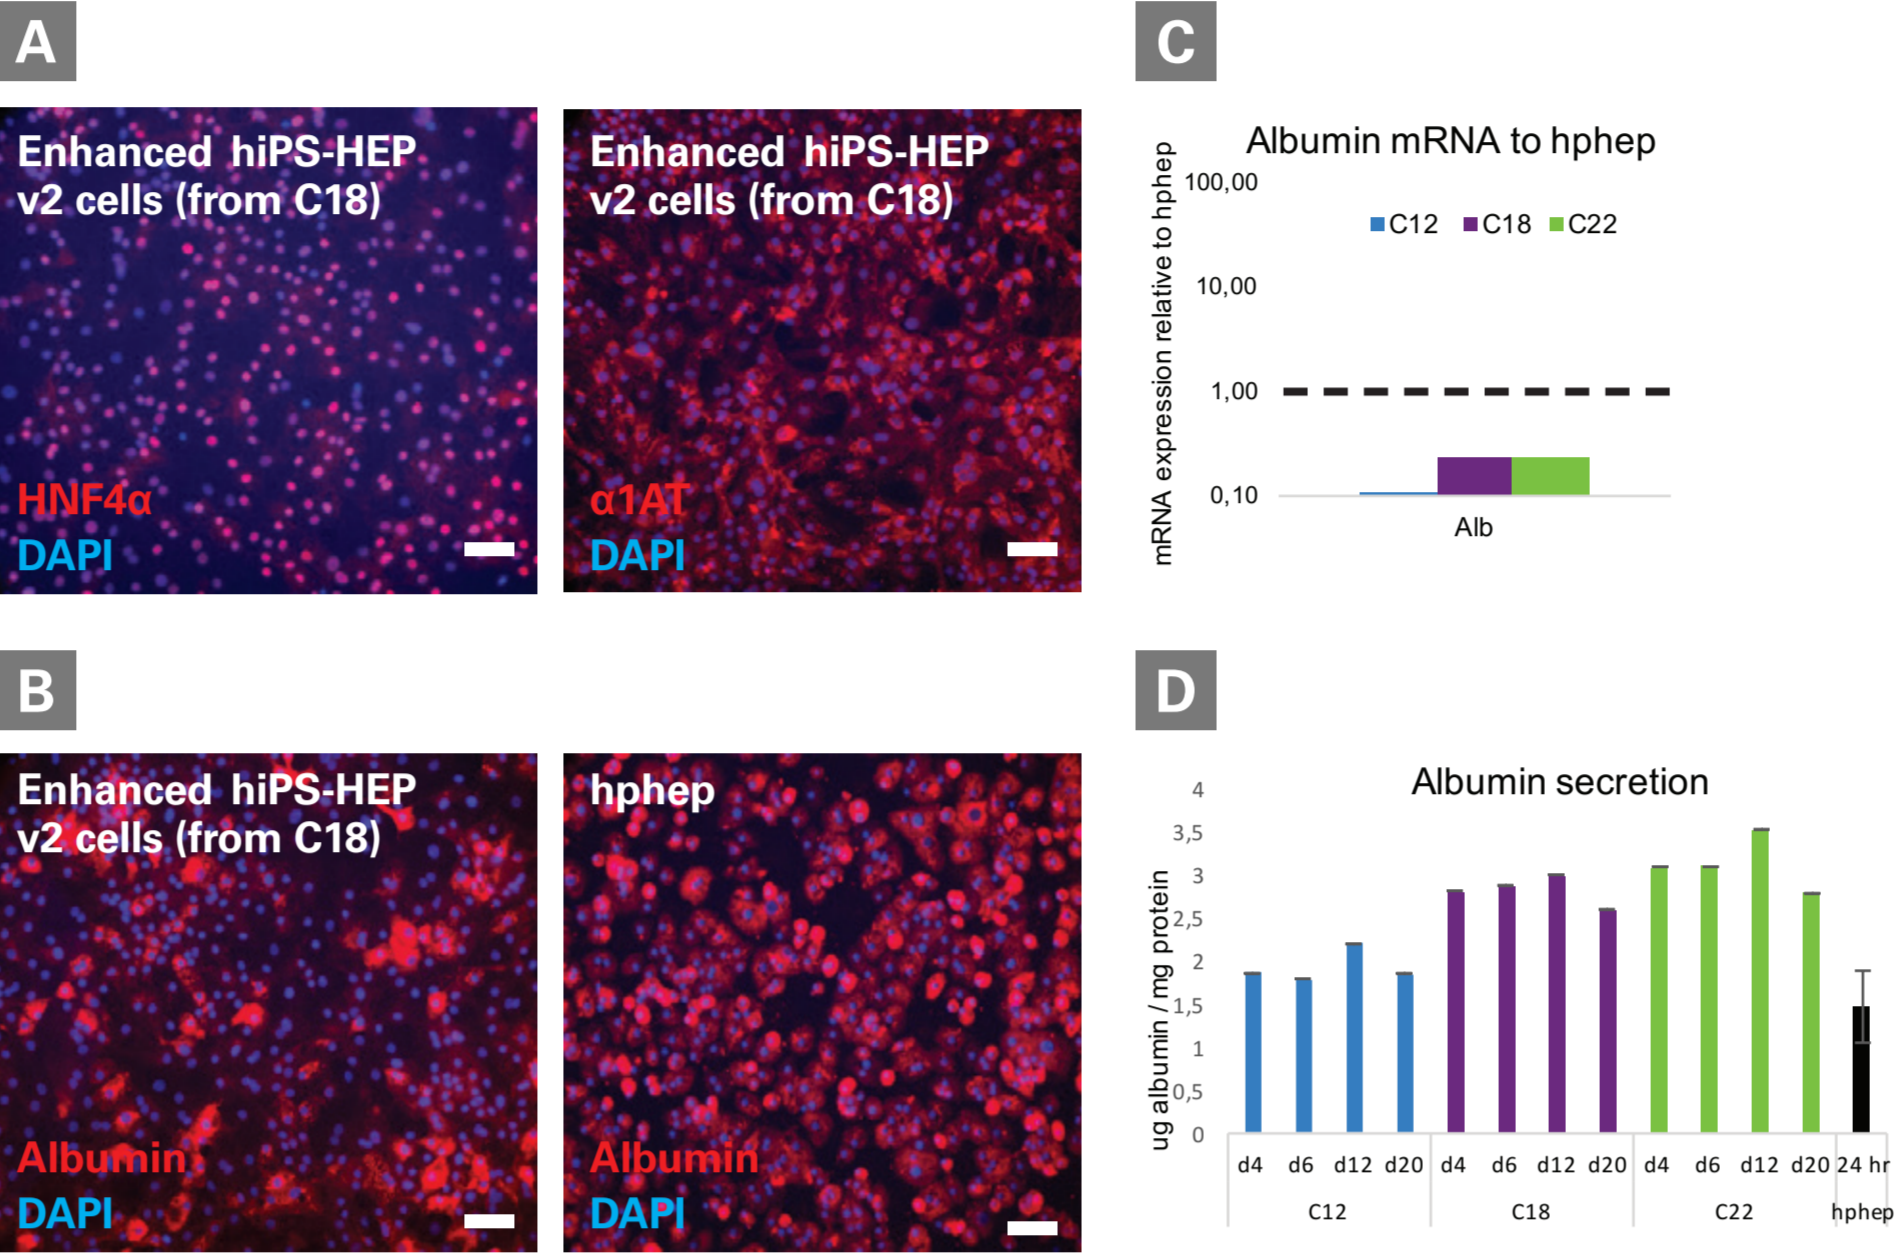 A
Enhanced hiPS-HEP
v2 cells (from C18)
HNF4α
DAPI
Enhanced hiPS-HEP
v2 cells (from C18)
α1AT
DAPI
B
Enhanced hiPS-HEP
v2 cells (from C18)
Albumin
DAPI
hphep
Albumin
DAPI
C
Albumin mRNA to hphep
mRNA expression relative to hphep
100,00
10,00
1,00
0,10
C12 C18 C22
Alb
D
Albumin secretion
ug albumin / mg protein
4
3,5
3
2,5
2
1,5
1
0,5
0
d4 d6 d12 d20 d4 d6 d12 d20 d4 d6 d12 d20 24 hr
C12 C18 C22 hphep